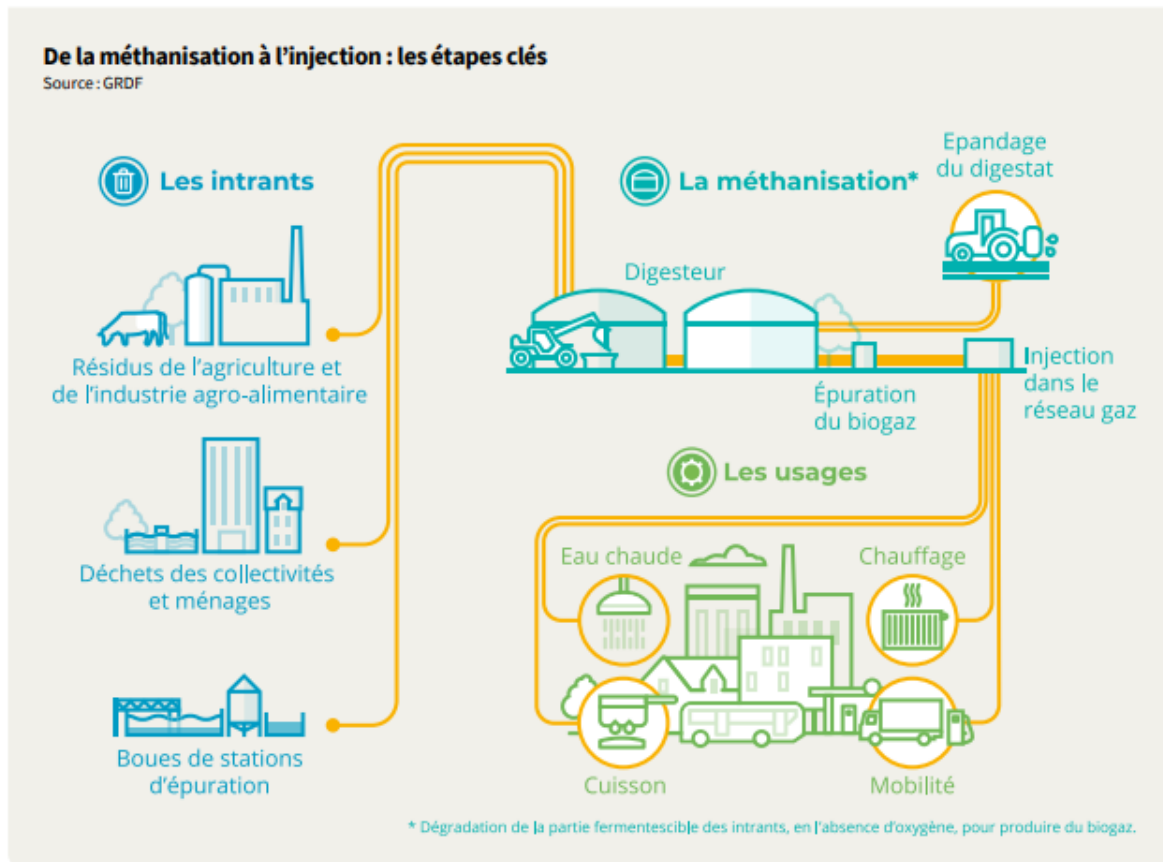 De la méthanisation à l'injection : les étapes clés
Source : GRDF
Les intrants
Résidus de l'agriculture et
de l'industrie agro-alimentaire
Déchets des collectivités
et ménages
Boues de stations
d'épuration
La méthanisation*
Epandage
du digestat
Digesteur
Épuration
du biogaz
Injection
dans le
réseau gaz
Les usages
Eau chaude
Chauffage
Cuisson
Mobilité
* Dégradation de la partie fermentescible des intrants, en l'absence d'oxygène, pour produire du biogaz.